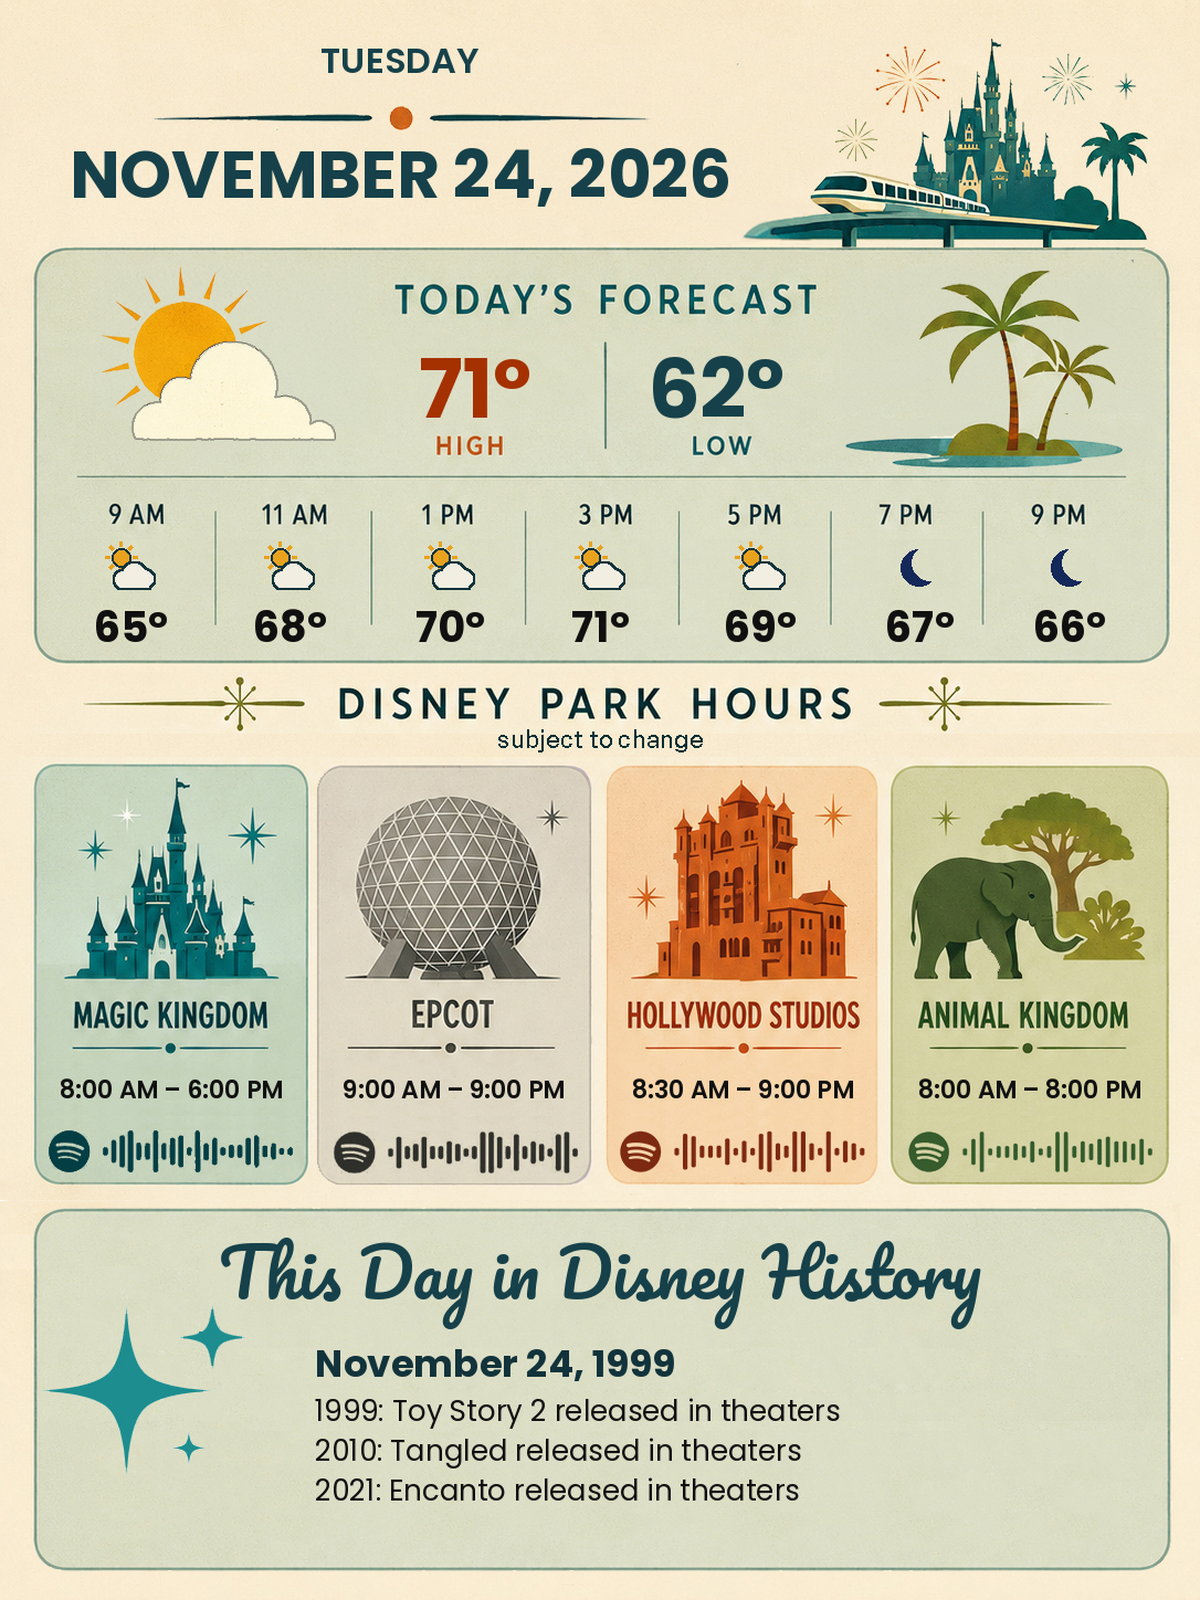 TUESDAY
NOVEMBER 24, 2026
TODAY'S FORECAST
71° 62°
HIGH LOW
9 AM 11 AM 1 PM 3 PM 5 PM 7 PM 9 PM
65° 68° 70° 71° 69° 67° 66°
DISNEY PARK HOURS
subject to change
MAGIC KINGDOM EPCOT HOLLYWOOD STUDIOS ANIMAL KINGDOM
8:00 AM – 6:00 PM 9:00 AM – 9:00 PM 8:30 AM – 9:00 PM 8:00 AM – 8:00 PM
This Day in Disney History
November 24, 1999
1999: Toy Story 2 released in theaters
2010: Tangled released in theaters
2021: Encanto released in theaters